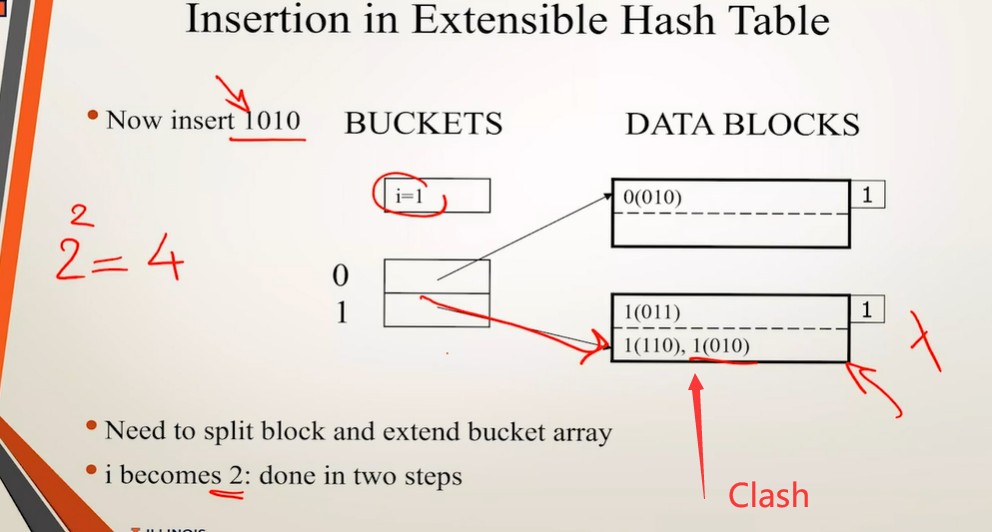 Insertion in Extensible Hash Table
• Now insert 1010
BUCKETS
DATA BLOCKS
i=1
0(010)
1
2² = 4
0
1
1(011)
1
1(110), 1(010)
• Need to split block and extend bucket array
• i becomes 2: done in two steps
Clash
ILLINOIS